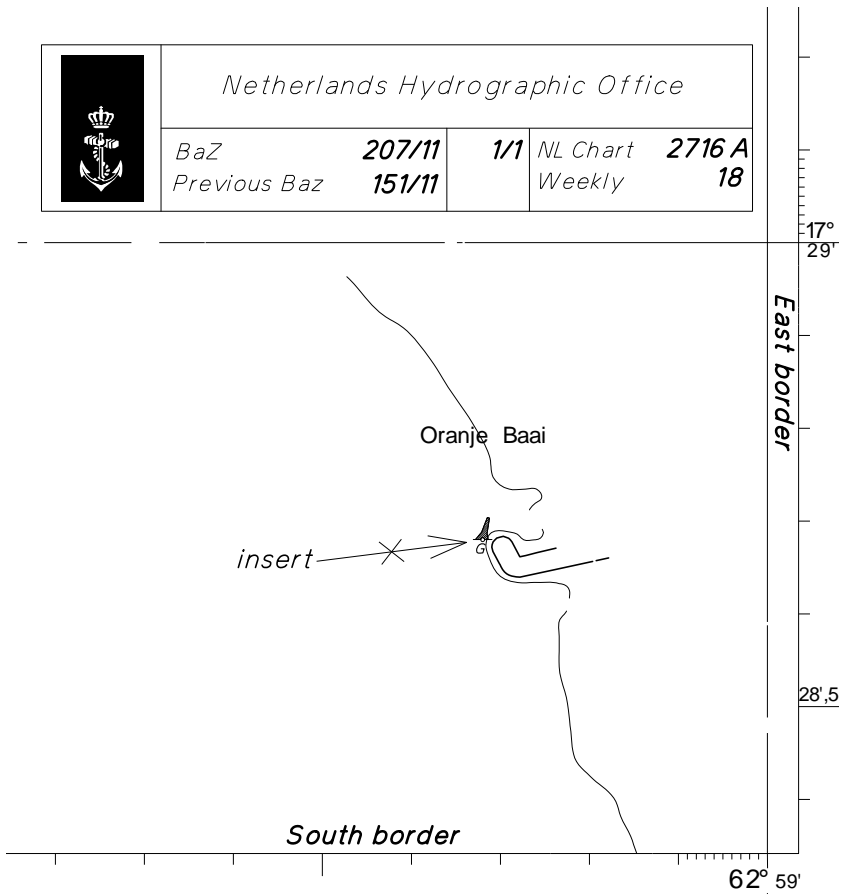 Netherlands Hydrographic Office
BaZ 207/11 1/1 NL Chart 2716 A
Previous Baz 151/11 Weekly 18
17°
29'
East border
Oranje Baai
insert
G
28',5
South border
62° 59'